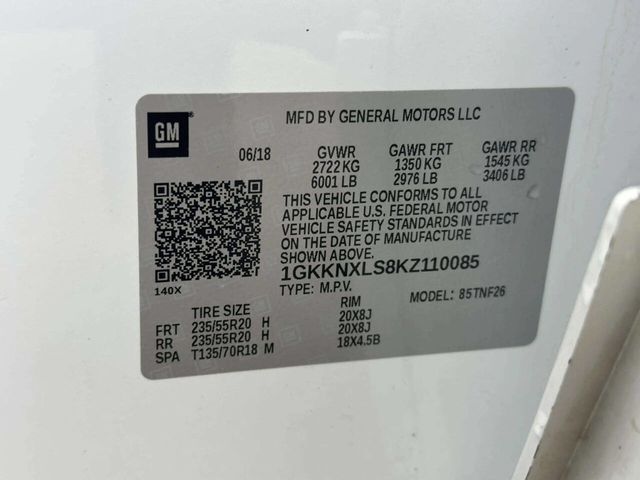 GM
MFD BY GENERAL MOTORS LLC
06/18 GVWR GAWR FRT GAWR RR
2722 KG 1350 KG 1545 KG
6001 LB 2976 LB 3406 LB
THIS VEHICLE CONFORMS TO ALL
APPLICABLE U.S. FEDERAL MOTOR
VEHICLE SAFETY STANDARDS IN EFFECT
ON THE DATE OF MANUFACTURE
SHOWN ABOVE.
1GKKNXLS8KZ110085
140X TYPE: M.P.V. MODEL: 85TNF26
TIRE SIZE RIM
FRT 235/55R20 H 20X8J
RR 235/55R20 H 20X8J
SPA T135/70R18 M 18X4.5B